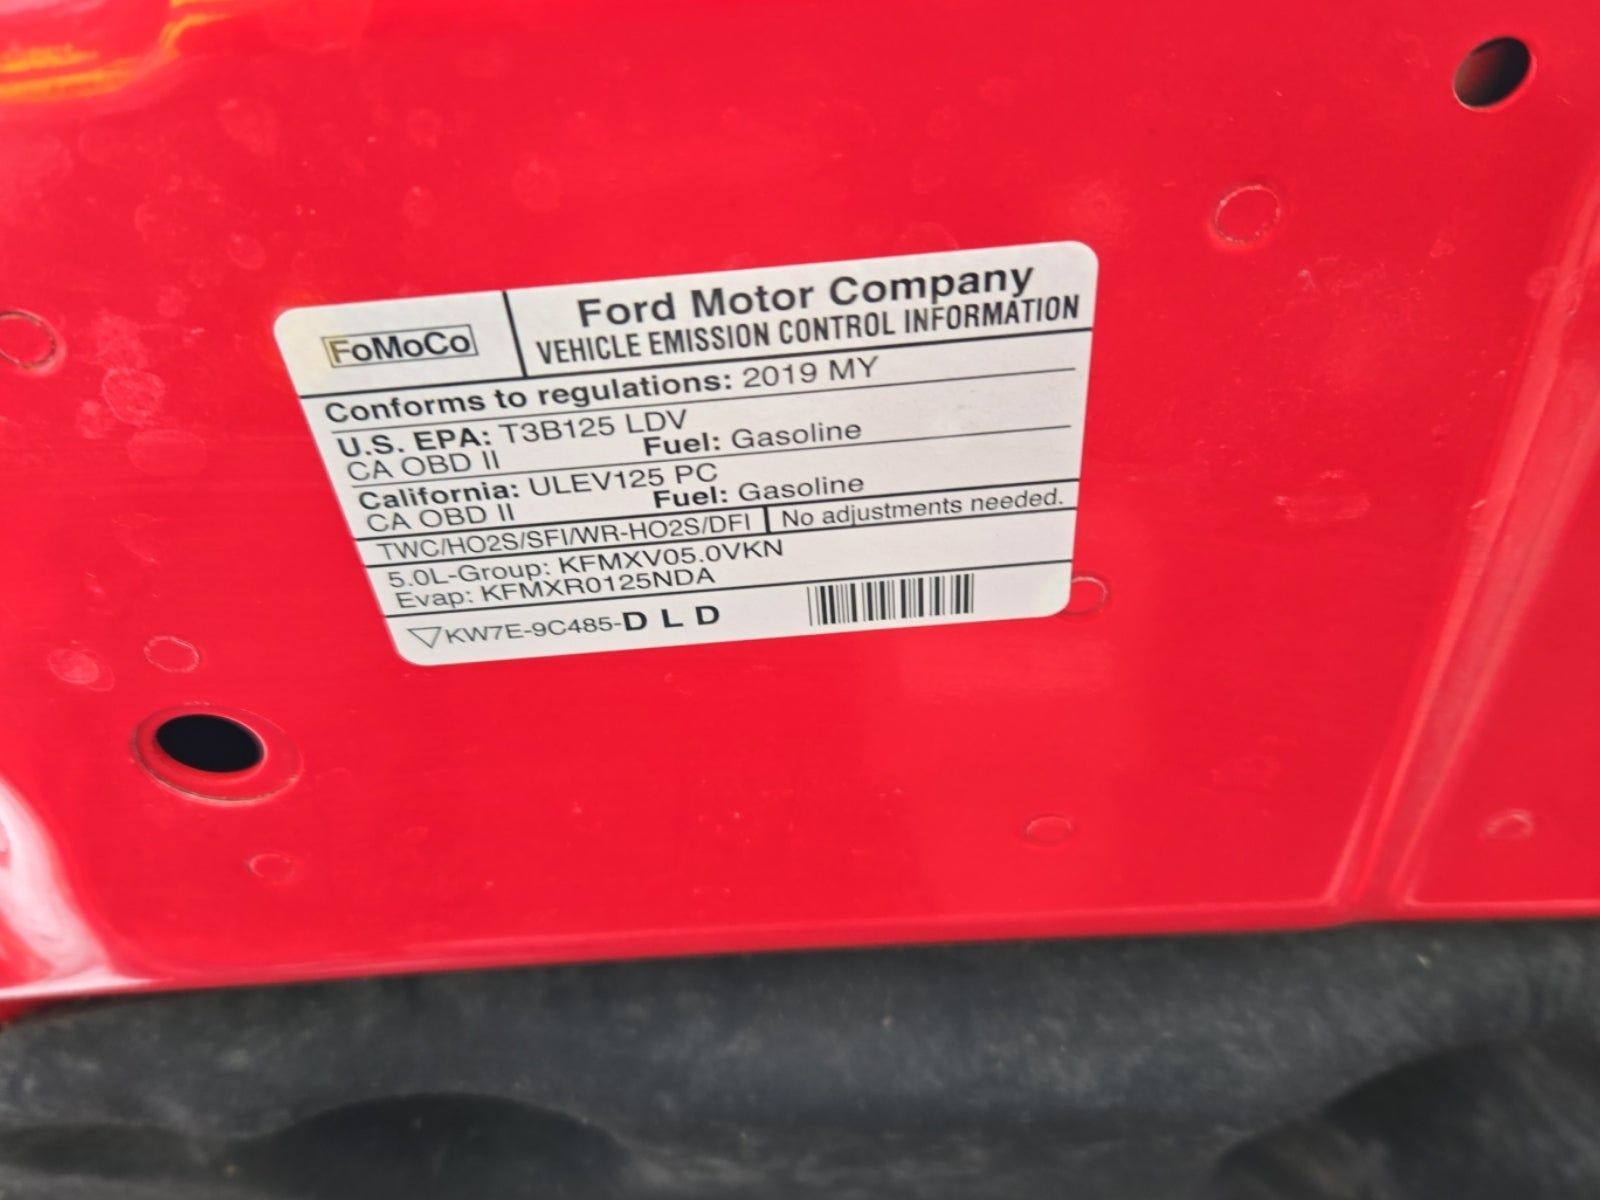 FoMoCo
Ford Motor Company
VEHICLE EMISSION CONTROL INFORMATION
Conforms to regulations: 2019 MY
U.S. EPA: T3B125 LDV
CA OBD II Fuel: Gasoline
California: ULEV125 PC
CA OBD II Fuel: Gasoline
TWC/HO2S/SFI/WR-HO2S/DFI No adjustments needed.
5.0L-Group: KFMXV05.0VKN
Evap: KFMXR0125NDA
KW7E-9C485-D L D